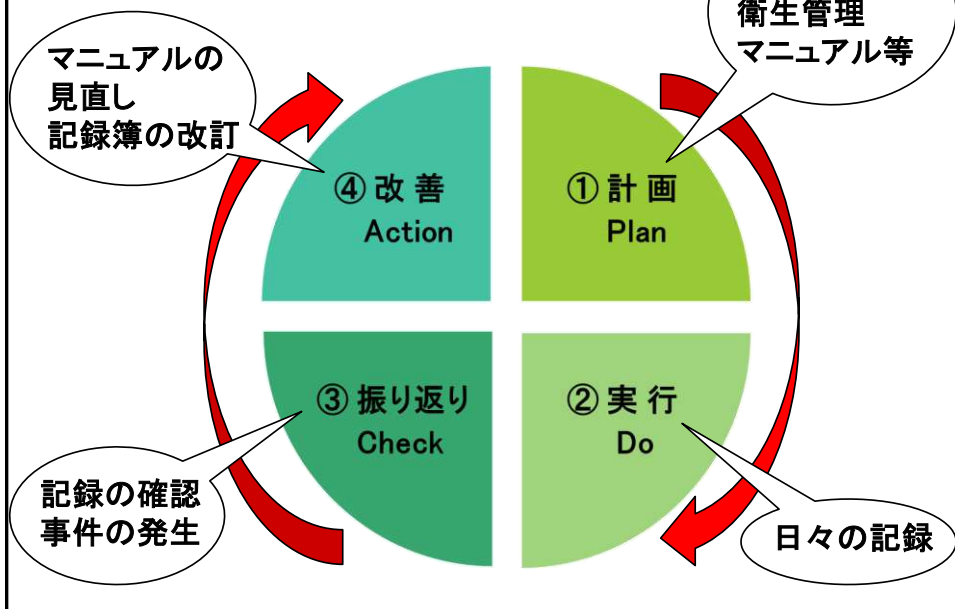 マニュアルの
見直し
記録簿の改訂
衛生管理
マニュアル等
④ 改 善
Action
① 計 画
Plan
③ 振り返り
Check
② 実 行
Do
記録の確認
事件の発生
日々の記録